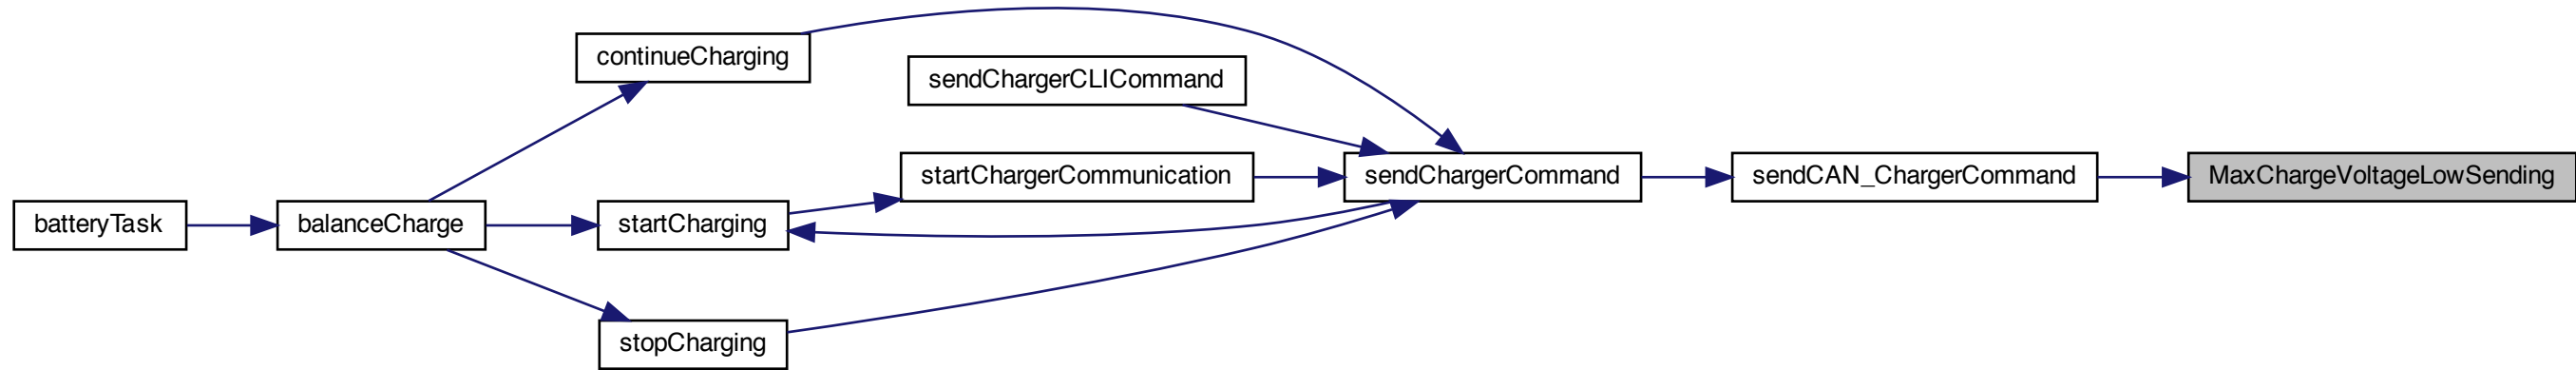 continueCharging
sendChargerCLICommand
startChargerCommunication
sendChargerCommand
sendCAN_ChargerCommand
MaxChargeVoltageLowSending
batteryTask
balanceCharge
startCharging
stopCharging